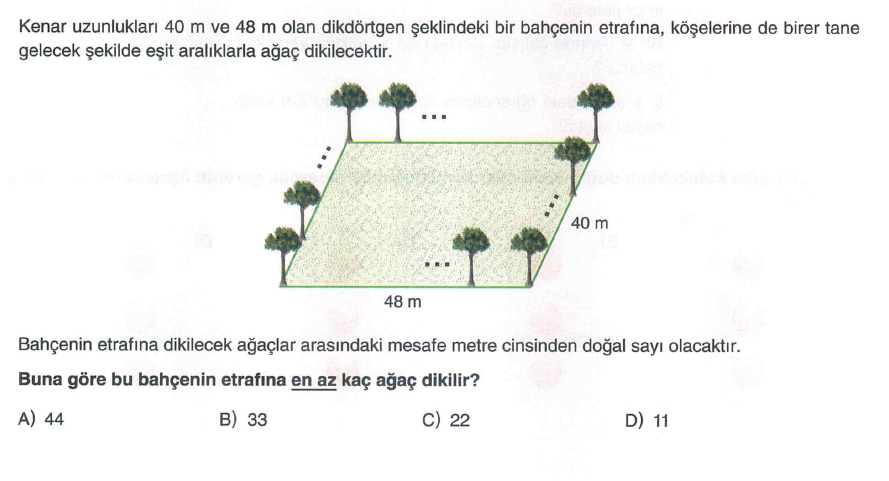 Kenar uzunlukları 40 m ve 48 m olan dikdörtgen şeklindeki bir bahçenin etrafına, köşelerine de birer tane
gelecek şekilde eşit aralıklarla ağaç dikilecektir.
40 m
48 m
Bahçenin etrafına dikilecek ağaçlar arasındaki mesafe metre cinsinden doğal sayı olacaktır.
Buna göre bu bahçenin etrafına en az kaç ağaç dikilir?
A) 44 B) 33 C) 22 D) 11